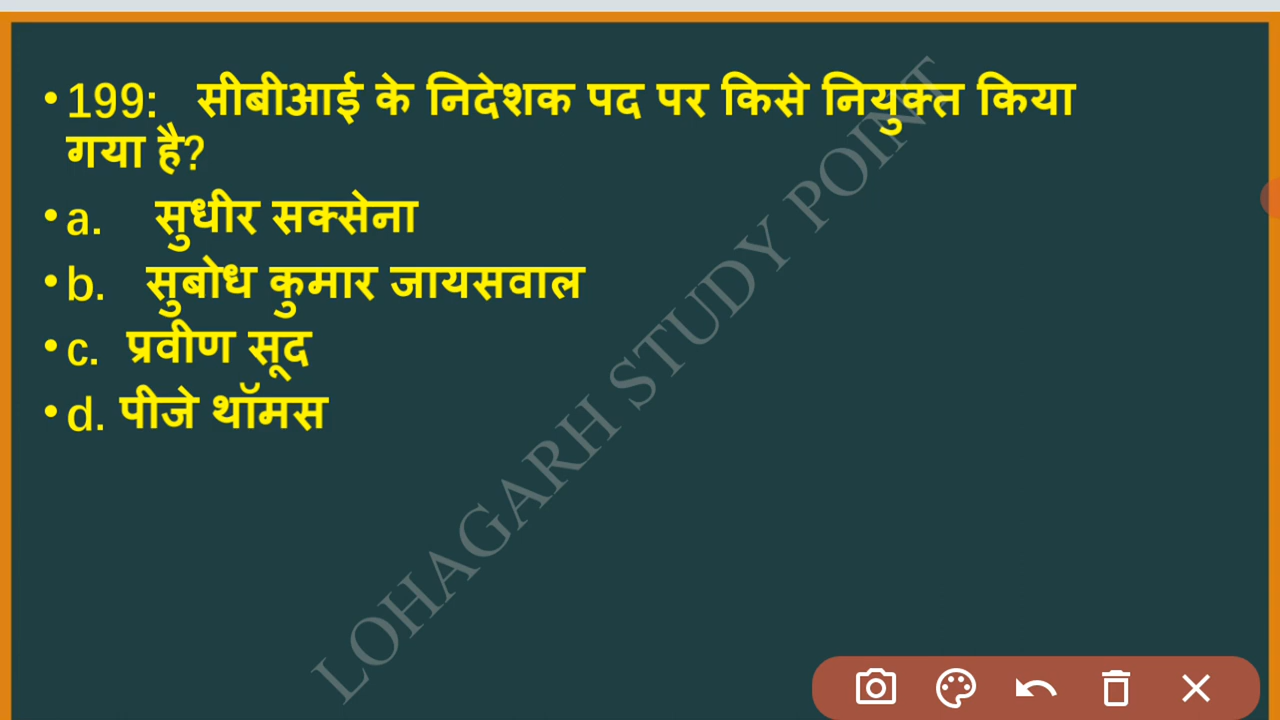 • 199: सीबीआई के निदेशक पद पर किसे नियुक्त किया
गया है?
• a. सुधीर सक्सेना
• b. सुबोध कुमार जायसवाल
• c. प्रवीण सूद
• d. पीजे थॉमस
LOHAGARH STUDY POINT